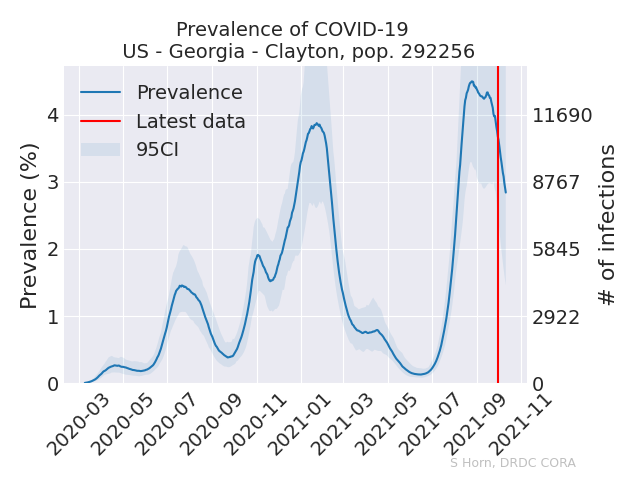 Prevalence of COVID-19
US - Georgia - Clayton, pop. 292256
Prevalence
Latest data
95CI
Prevalence (%)
4
3
2
1
0
11690
8767
5845
2922
0
# of infections
2020-03
2020-05
2020-07
2020-09
2020-11
2021-01
2021-03
2021-05
2021-07
2021-09
2021-11
S Horn, DRDC CORA